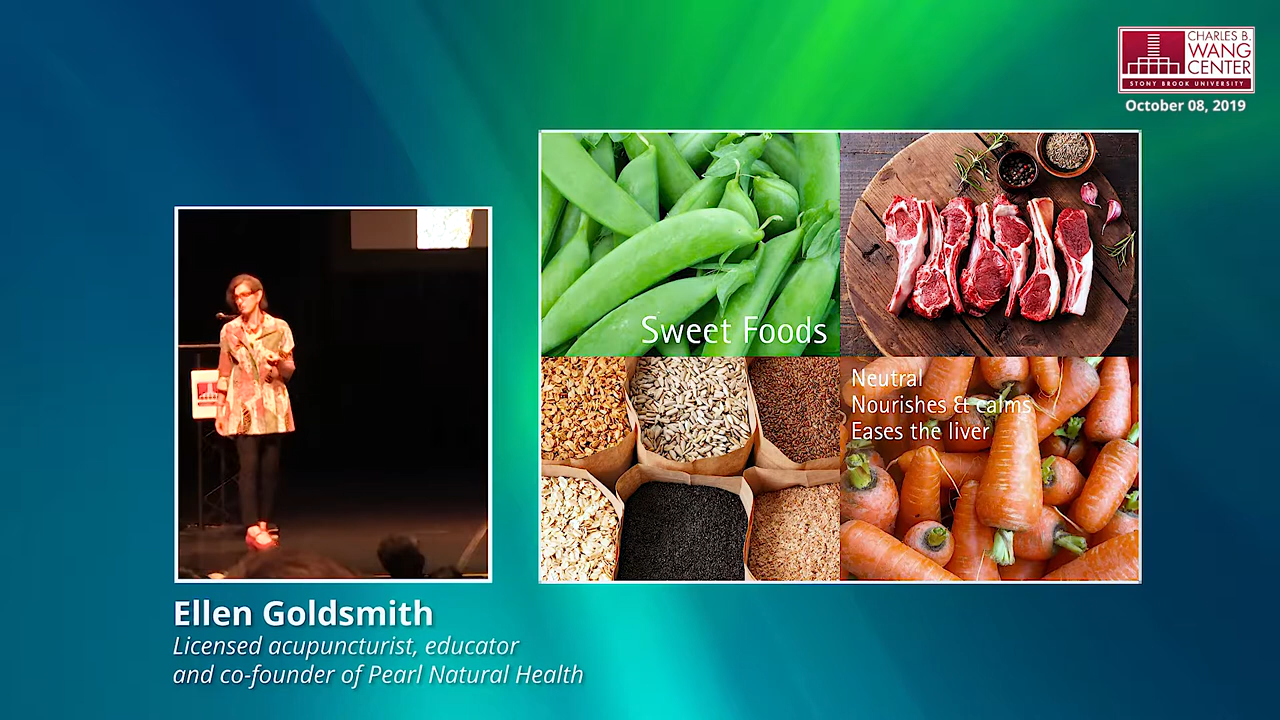 CHARLES B.
WANG
CENTER
STONY BROOK UNIVERSITY
October 08, 2019
Sweet Foods
Neutral
Nourishes & calms
Eases the liver
Ellen Goldsmith
Licensed acupuncturist, educator
and co-founder of Pearl Natural Health